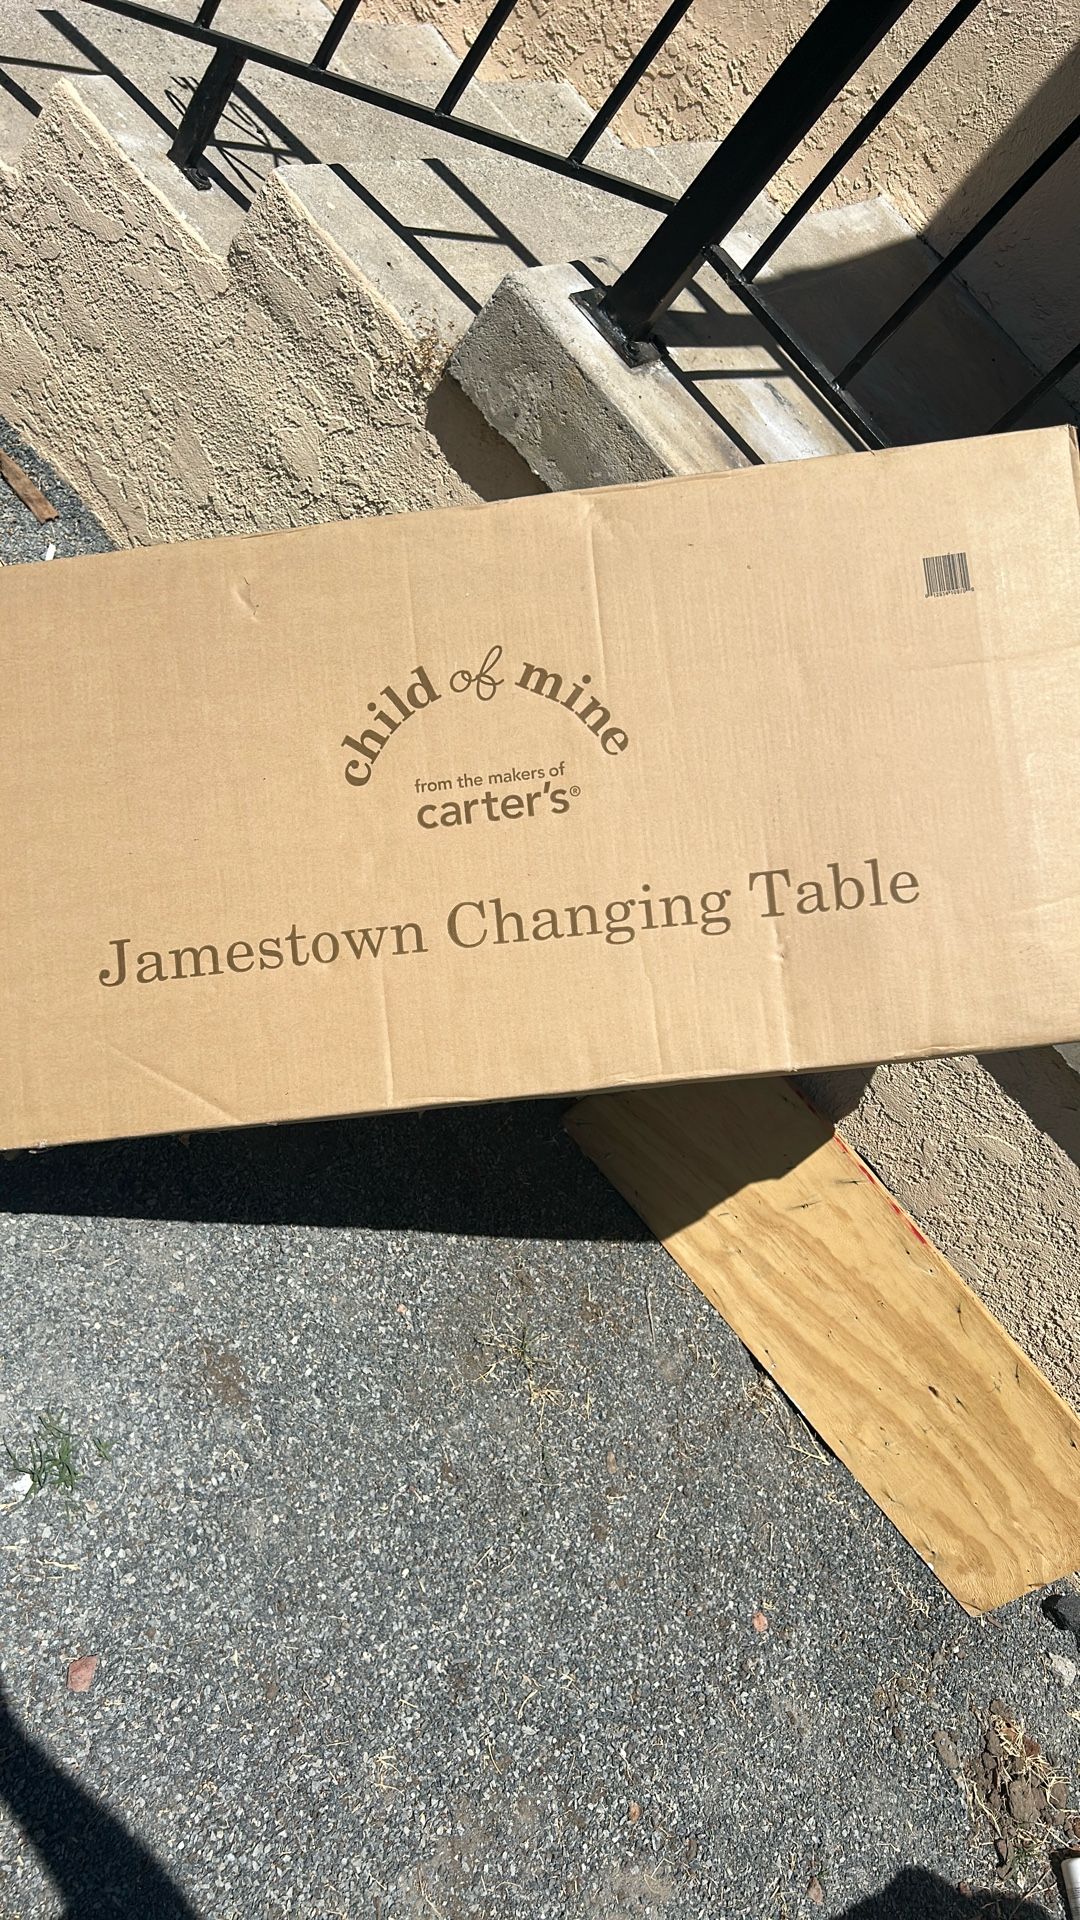 child of mine
from the makers of
carter's®
Jamestown Changing Table